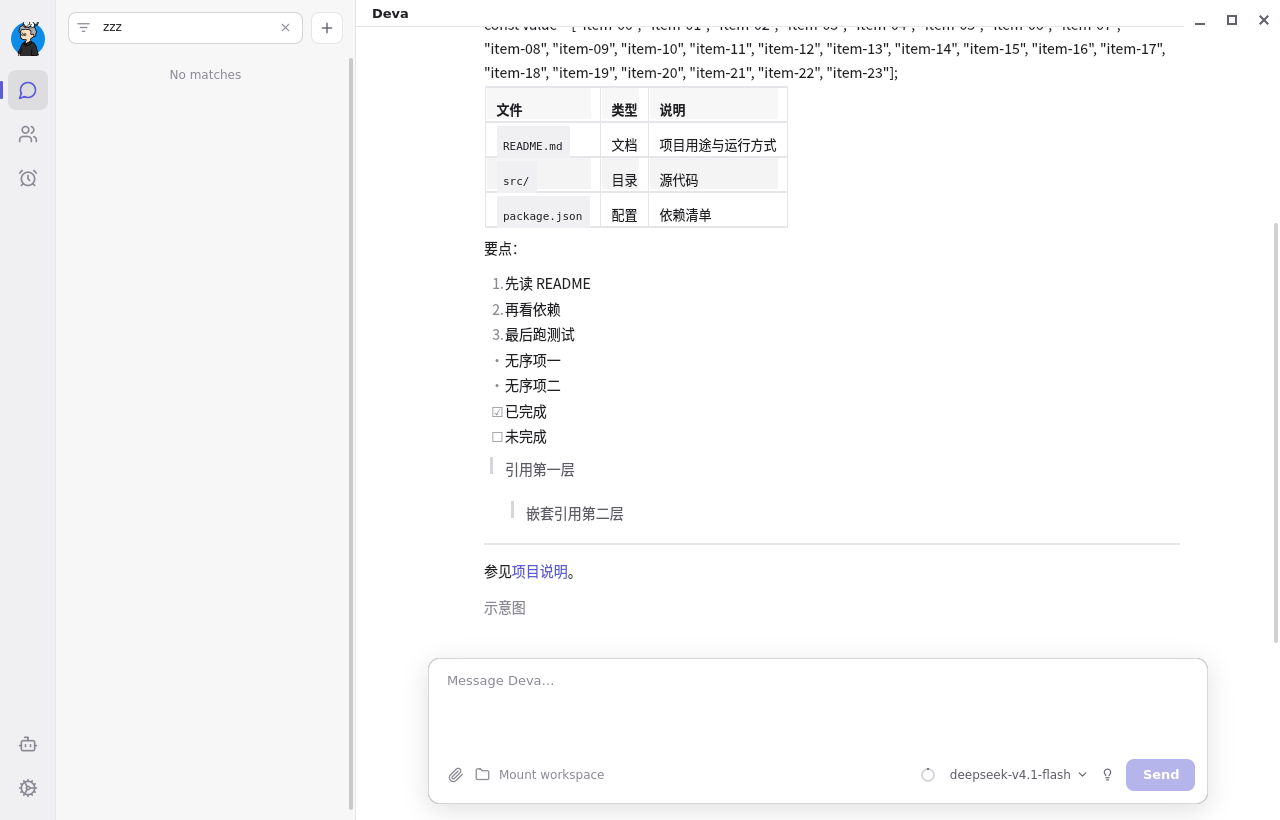 zzz
No matches
Deva
"item-08", "item-09", "item-10", "item-11", "item-12", "item-13", "item-14", "item-15", "item-16", "item-17",
"item-18", "item-19", "item-20", "item-21", "item-22", "item-23"];
文件 类型 说明
README.md 文档 项目用途与运行方式
src/ 目录 源代码
package.json 配置 依赖清单
要点：
1. 先读 README
2. 再看依赖
3. 最后跑测试
• 无序项一
• 无序项二
☑ 已完成
☐ 未完成
引用第一层
嵌套引用第二层
参见项目说明。
示意图
Message Deva…
Mount workspace
deepseek-v4.1-flash
Send